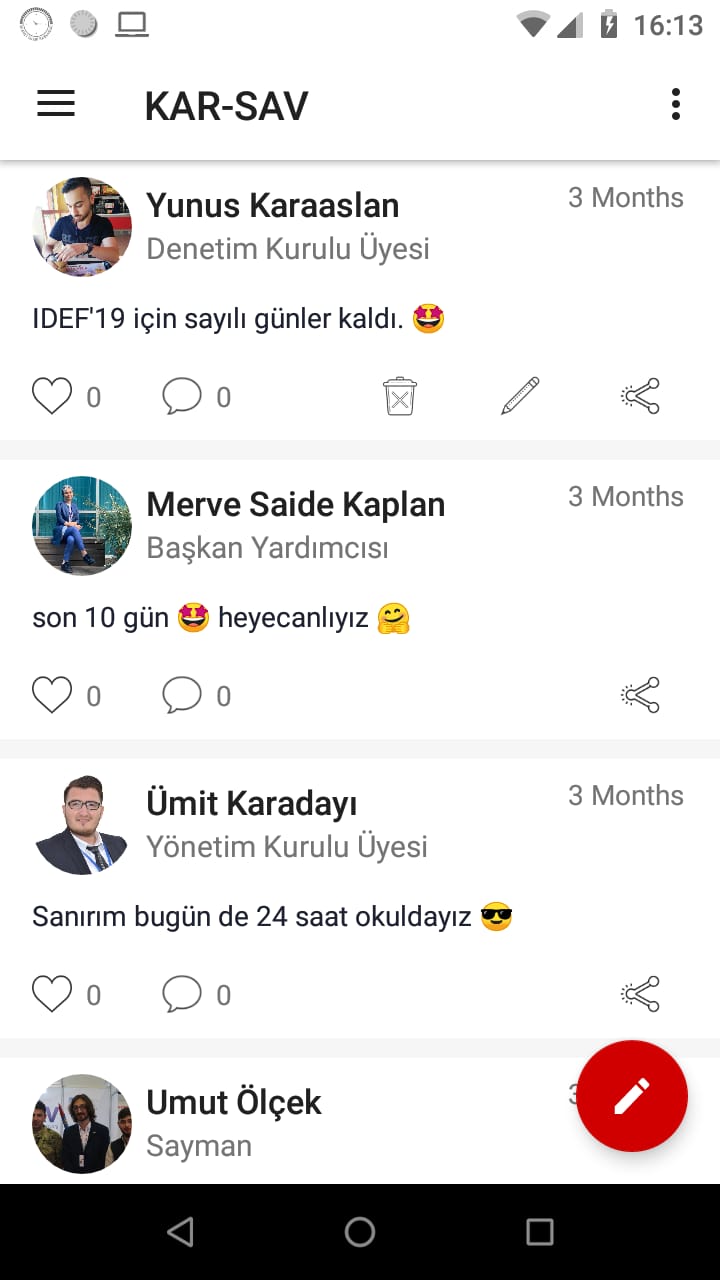 16:13
KAR-SAV
Yunus Karaaslan
3 Months
Denetim Kurulu Üyesi
IDEF'19 için sayılı günler kaldı. 🤩
0
0
Merve Saide Kaplan
3 Months
Başkan Yardımcısı
son 10 gün 🤩 heyecanlıyız 🤗
0
0
Ümit Karadayı
3 Months
Yönetim Kurulu Üyesi
Sanırım bugün de 24 saat okuldayız 😎
0
0
Umut Ölçek
Sayman